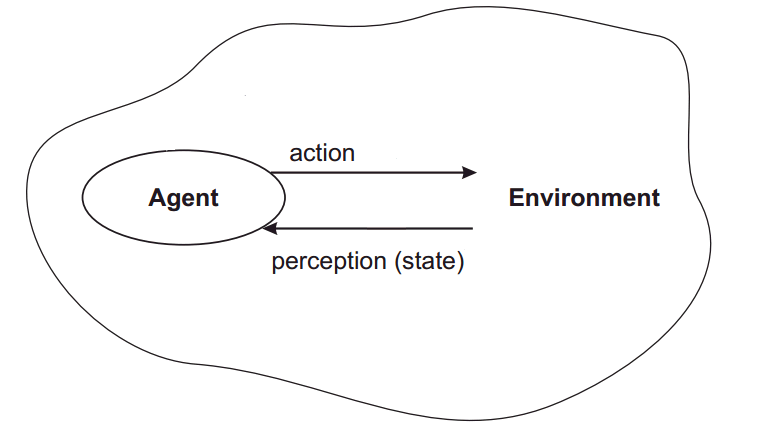 action
Agent
Environment
perception (state)